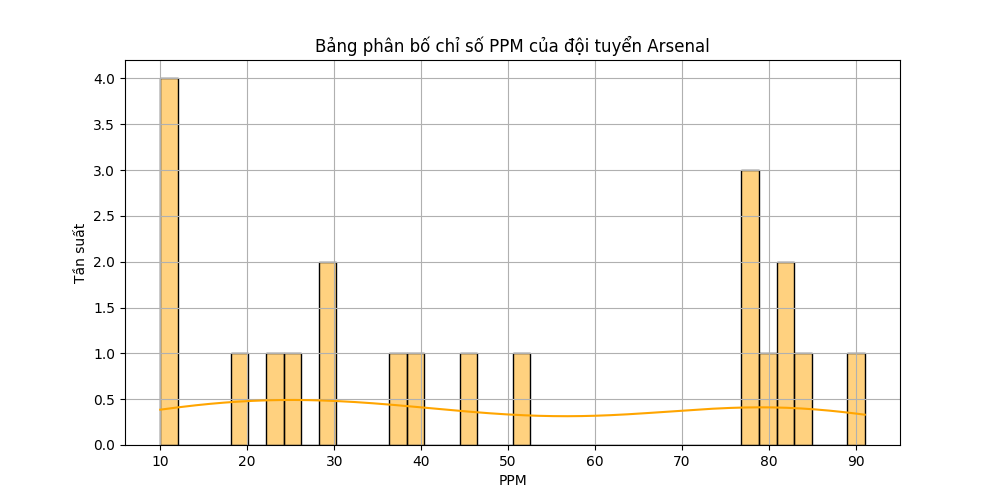 Bảng phân bố chỉ số PPM của đội tuyển Arsenal
4.0
3.5
3.0
2.5
2.0
1.5
1.0
0.5
0.0
Tần suất
10 20 30 40 50 60 70 80 90
PPM